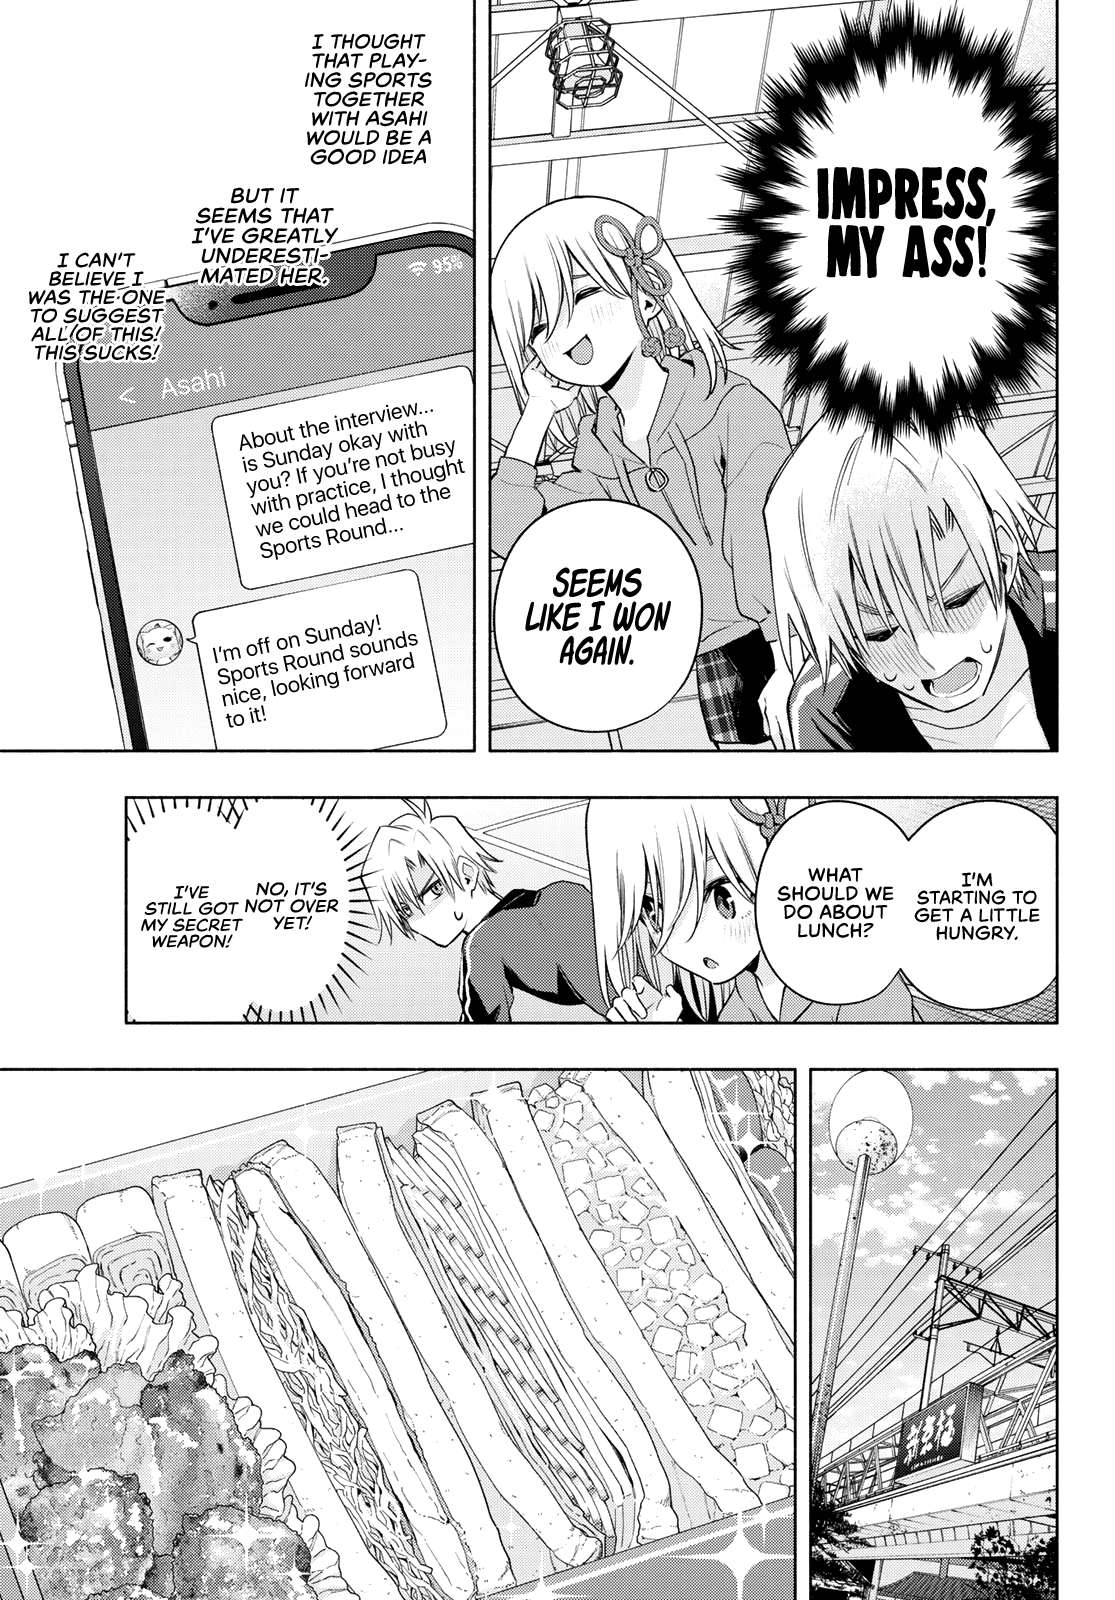 IMPRESS,
MY ASS!
SEEMS
LIKE I WON
AGAIN.
I THOUGHT
THAT PLAY-
ING SPORTS
TOGETHER
WITH ASAHI
WOULD BE A
GOOD IDEA
BUT IT
SEEMS THAT
I'VE GREATLY
UNDERESTI-
MATED HER.
I CAN'T
BELIEVE I
WAS THE ONE
TO SUGGEST
ALL OF THIS!
THIS SUCKS!
95%
< Asahi
About the interview...
is Sunday okay with
you? If you're not busy
with practice, I thought
we could head to the
Sports Round...
I'm off on Sunday!
Sports Round sounds
nice, looking forward
to it!
I'M
STARTING TO
GET A LITTLE
HUNGRY.
WHAT
SHOULD WE
DO ABOUT
LUNCH?
NO, IT'S
NOT OVER
YET!
I'VE
STILL GOT
MY SECRET
WEAPON!